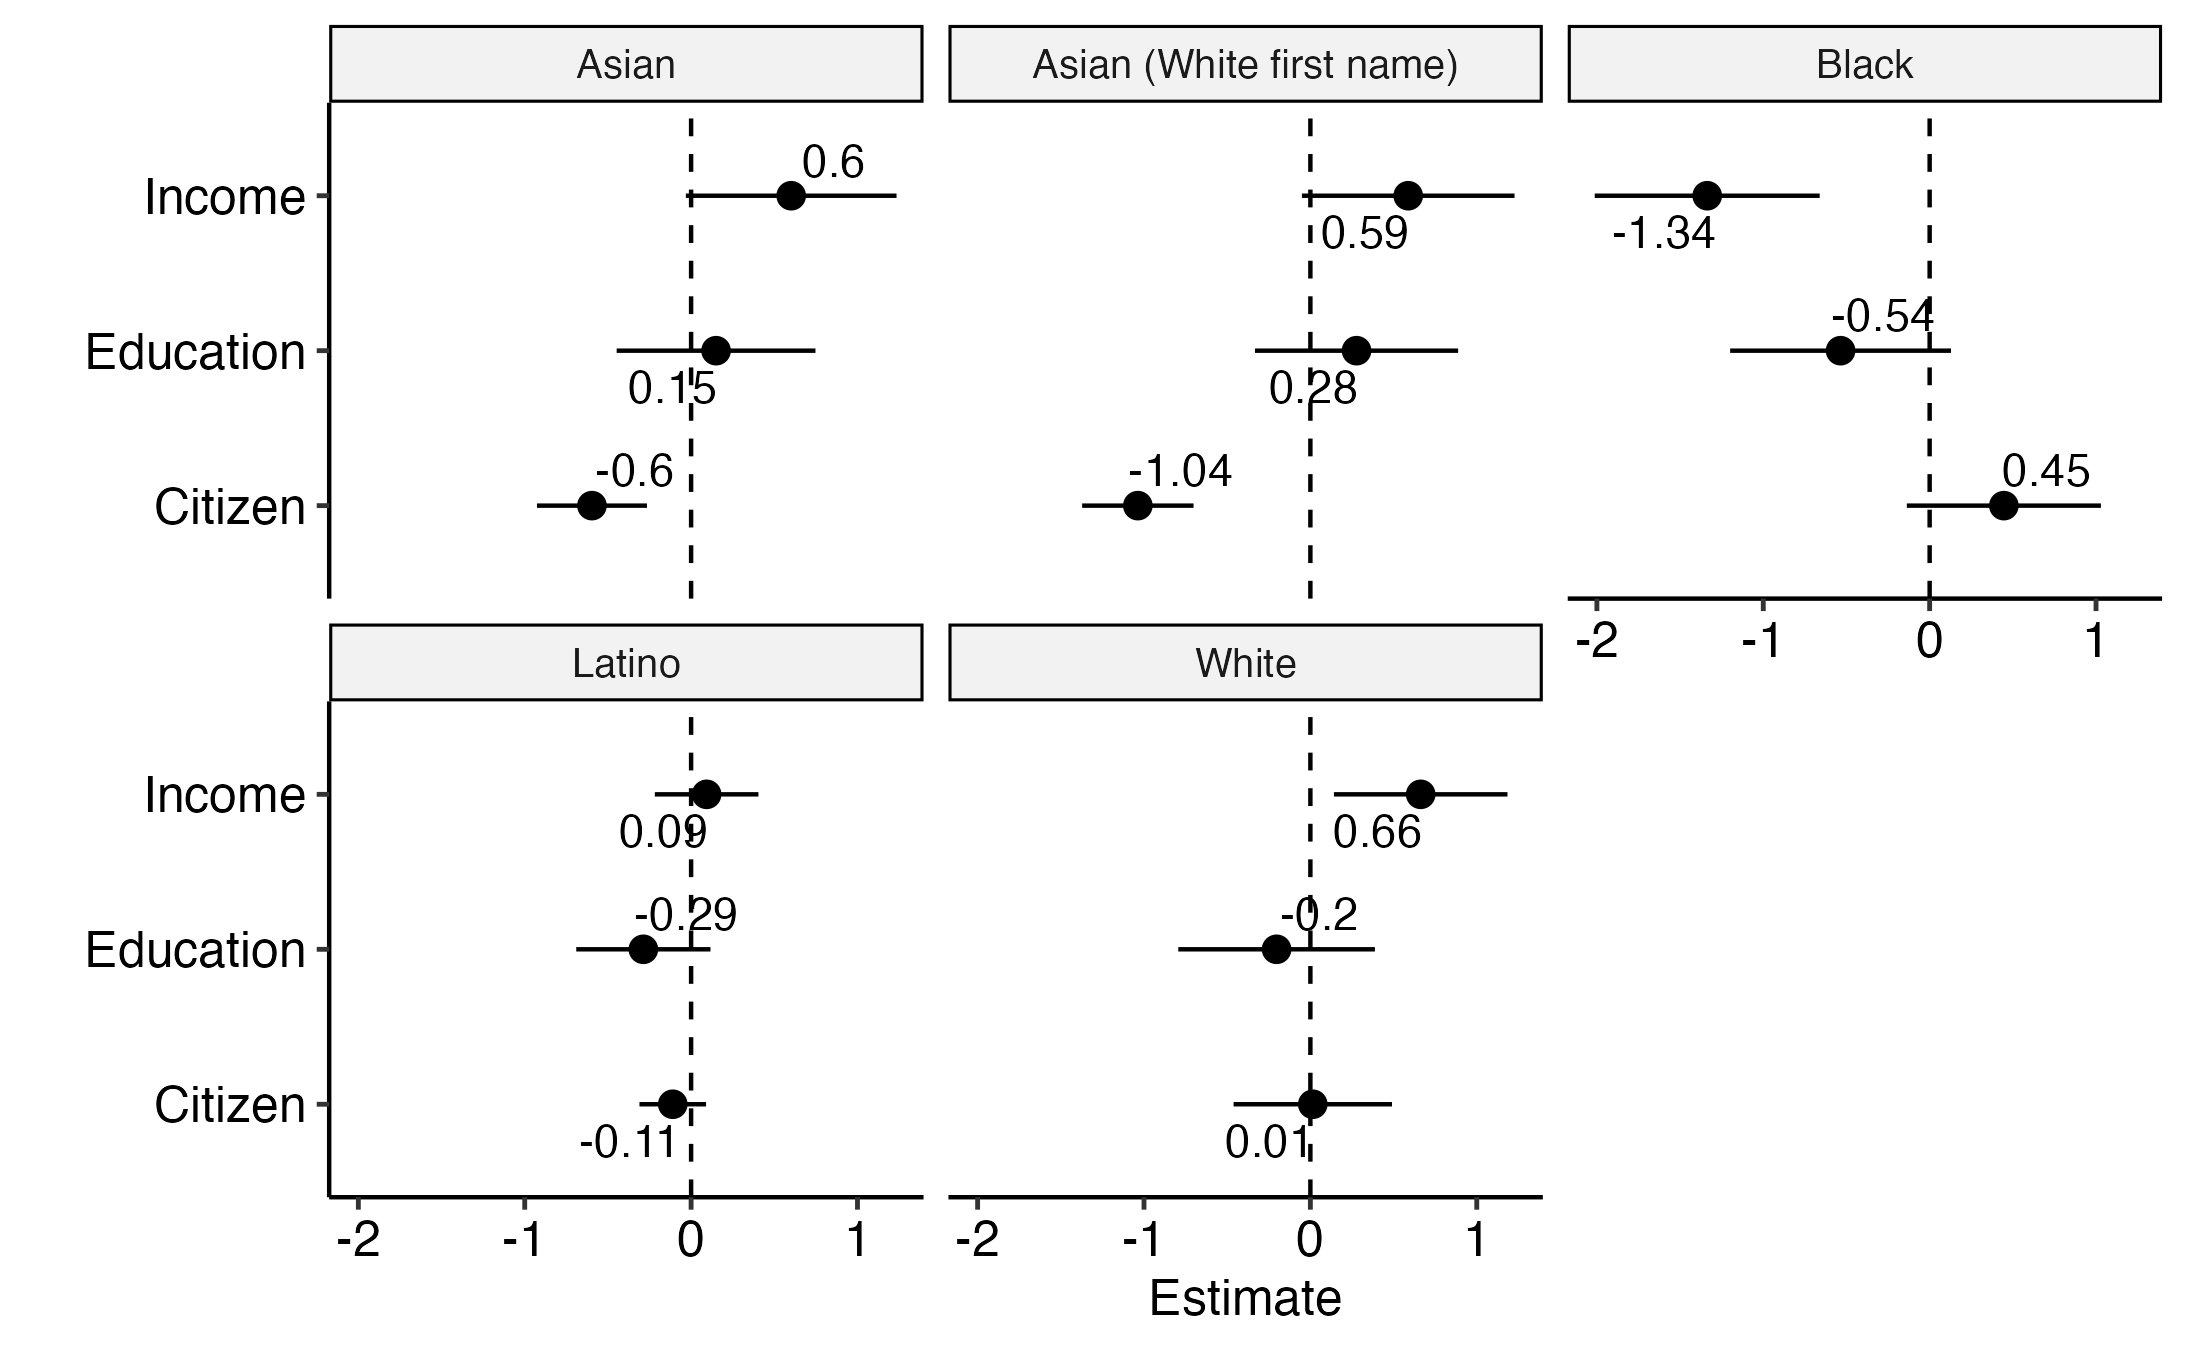 Asian
Asian (White first name)
Black
Income
0.6
0.59
-1.34
Education
0.15
0.28
-0.54
Citizen
-0.6
-1.04
0.45
-2 -1 0 1
Latino
White
Income
0.09
0.66
Education
-0.29
-0.2
Citizen
-0.11
0.01
-2 -1 0 1
-2 -1 0 1
Estimate